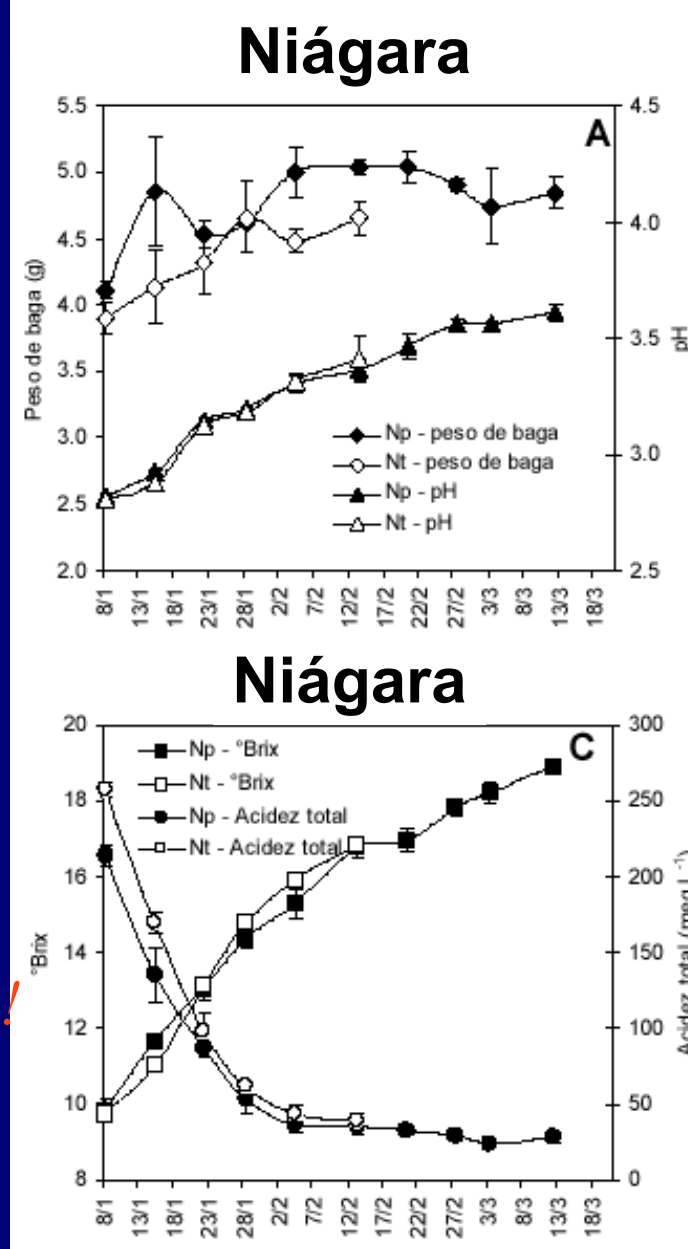 Niágara
5.5
4.5
A
5.0
4.0
4.5
4.0
3.5
3.5
3.0
3.0
2.5
2.0
2.5
Peso de baga (g)
pH
Np - peso de baga
Nt - peso de baga
Np - pH
Nt - pH
8/1 13/1 18/1 23/1 28/1 2/2 7/2 12/2 17/2 22/2 27/2 3/3 8/3 13/3 18/3
Niágara
20
300
C
Np - °Brix
Nt - °Brix
Np - Acidez total
Nt - Acidez total
18
250
16
200
14
150
12
100
10
50
8
0
°Brix
Acidez total (meq L⁻¹)
8/1 13/1 18/1 23/1 28/1 2/2 7/2 12/2 17/2 22/2 27/2 3/3 8/3 13/3 18/3
!